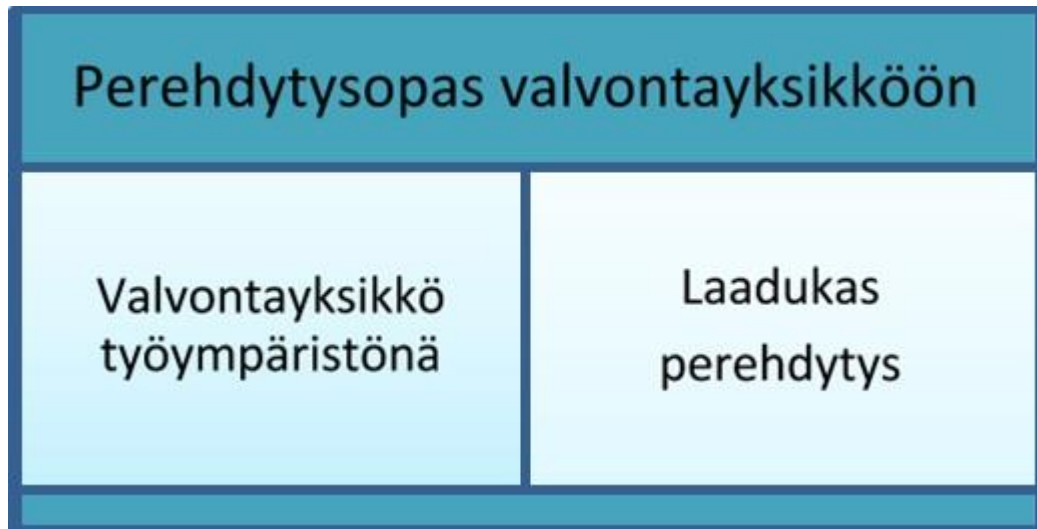 Perehdytysopas valvontayksikköön
Valvontayksikkö
työympäristönä
Laadukas
perehdytys